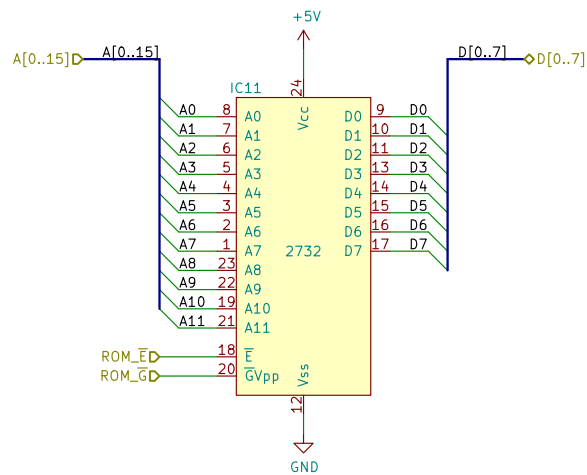 +5V
A[0..15] A[0..15] D[0..7] D[0..7]
IC11
24
Vcc
A0 8 A0 D0 9 D0
A1 7 A1 D1 10 D1
A2 6 A2 D2 11 D2
A3 5 A3 D3 13 D3
A4 4 A4 D4 14 D4
A5 3 A5 D5 15 D5
A6 2 A6 D6 16 D6
A7 1 A7 2732 D7 17 D7
A8 23 A8
A9 22 A9
A10 19 A10
A11 21 A11
ROM_E̅ 18 E̅
ROM_G̅ 20 G̅Vpp
Vss
12
GND